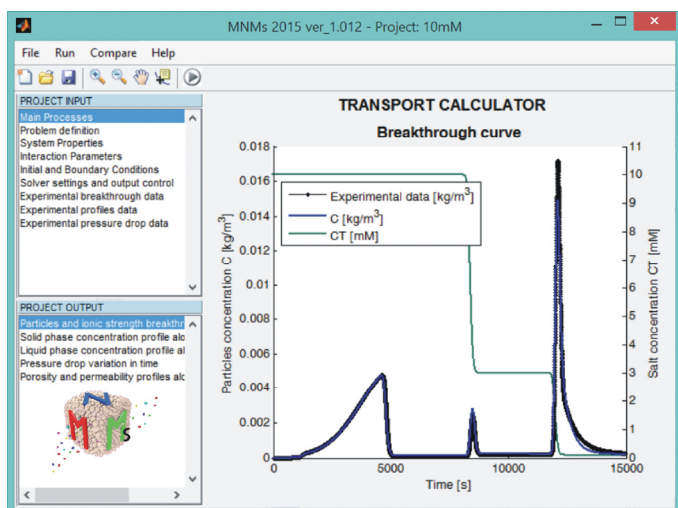 MNMs 2015 ver_1.012 - Project: 10mM
File Run Compare Help
PROJECT INPUT
Main Processes
Problem definition
System Properties
Interaction Parameters
Initial and Boundary Conditions
Solver settings and output control
Experimental breakthrough data
Experimental profiles data
Experimental pressure drop data
PROJECT OUTPUT
Particles and ionic strength breakthr
Solid phase concentration profile alo
Liquid phase concentration profile al
Pressure drop variation in time
Porosity and permeability profiles alc
M N M s
TRANSPORT CALCULATOR
Breakthrough curve
Particles concentration C [kg/m³]
0.018
0.016
0.014
0.012
0.01
0.008
0.006
0.004
0.002
0
Experimental data [kg/m³]
C [kg/m³]
CT [mM]
11
10
9
8
7
6
5
4
3
2
1
0
Salt concentration CT [mM]
0 5000 10000 15000
Time [s]